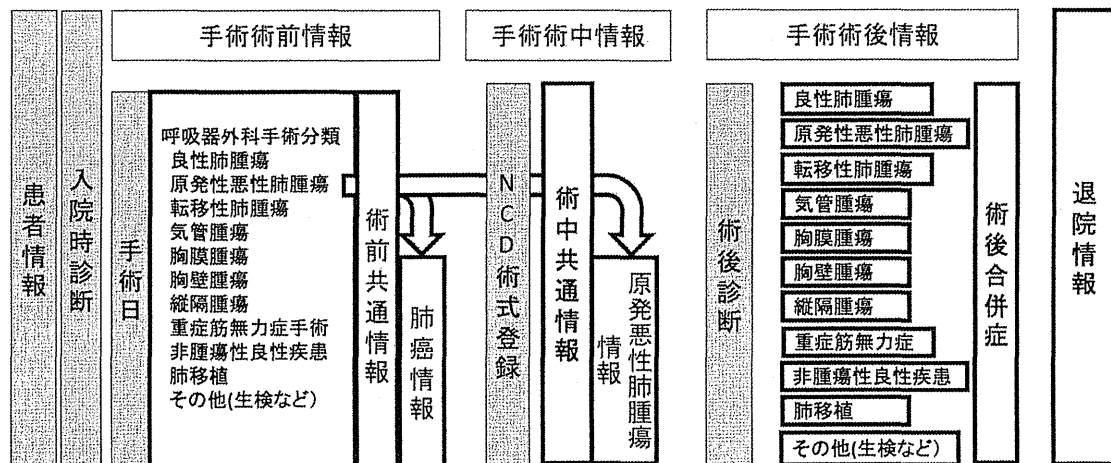 患者情報
入院時診断
手術術前情報
手術日
呼吸器外科手術分類
良性肺腫瘍
原発性悪性肺腫瘍
転移性肺腫瘍
気管腫瘍
胸膜腫瘍
胸壁腫瘍
縦隔腫瘍
重症筋無力症手術
非腫瘍性良性疾患
肺移植
その他(生検など)
術前共通情報
肺癌情報
手術術中情報
NCD術式登録
術中共通情報
原発悪性肺腫瘍
情報
手術術後情報
術後診断
良性肺腫瘍
原発性悪性肺腫瘍
転移性肺腫瘍
気管腫瘍
胸膜腫瘍
胸壁腫瘍
縦隔腫瘍
重症筋無力症
非腫瘍性良性疾患
肺移植
その他(生検など)
術後合併症
退院情報